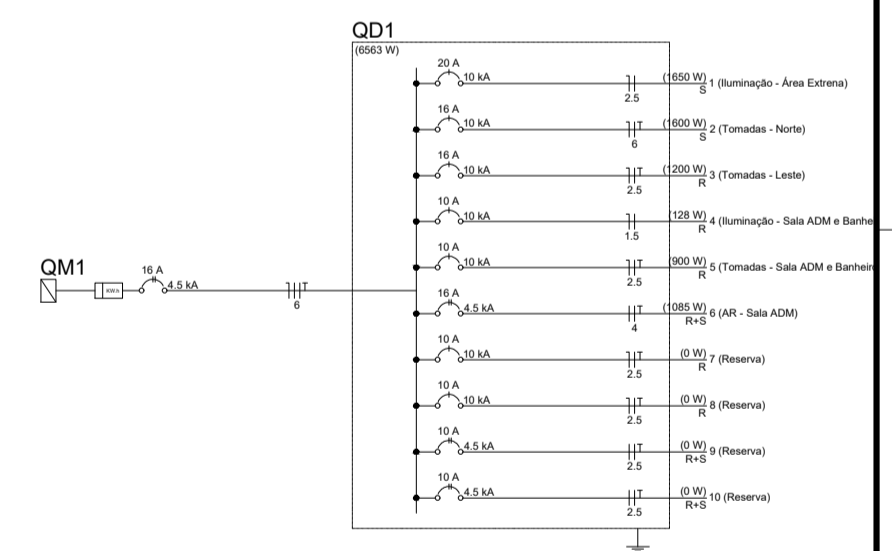 QD1
(6563 W)
20 A
10 kA
2.5
(1650 W)
S
1 (Iluminação - Área Extrena)
16 A
10 kA
6
(1600 W)
S
2 (Tomadas - Norte)
16 A
10 kA
2.5
(1200 W)
R
3 (Tomadas - Leste)
10 A
10 kA
1.5
(128 W)
R
4 (Iluminação - Sala ADM e Banhe
10 A
10 kA
2.5
(900 W)
R
5 (Tomadas - Sala ADM e Banheir
QM1
16 A
4.5 kA
6
16 A
4.5 kA
4
(1085 W)
R+S
6 (AR - Sala ADM)
10 A
10 kA
2.5
(0 W)
R
7 (Reserva)
10 A
10 kA
2.5
(0 W)
R
8 (Reserva)
10 A
4.5 kA
2.5
(0 W)
R+S
9 (Reserva)
10 A
4.5 kA
2.5
(0 W)
R+S
10 (Reserva)